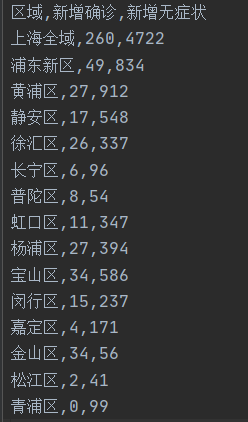 区域,新增确诊,新增无症状
上海全域,260,4722
浦东新区,49,834
黄浦区,27,912
静安区,17,548
徐汇区,26,337
长宁区,6,96
普陀区,8,54
虹口区,11,347
杨浦区,27,394
宝山区,34,586
闵行区,15,237
嘉定区,4,171
金山区,34,56
松江区,2,41
青浦区,0,99